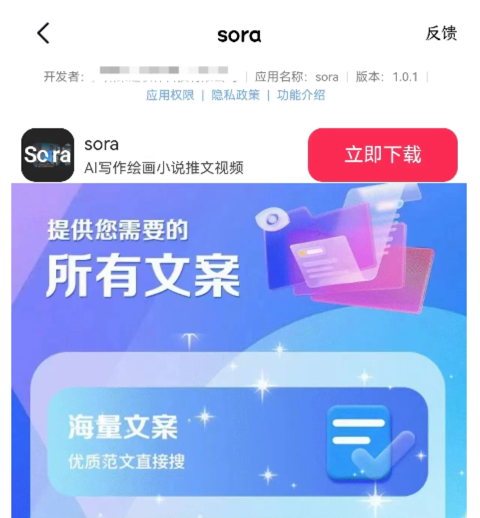 sora
反馈
开发者： | 应用名称：sora | 版本：1.0.1 |
应用权限 | 隐私政策 | 功能介绍
Sora
sora
AI写作绘画小说推文视频
立即下载
提供您需要的
所有文案
海量文案
优质范文直接搜